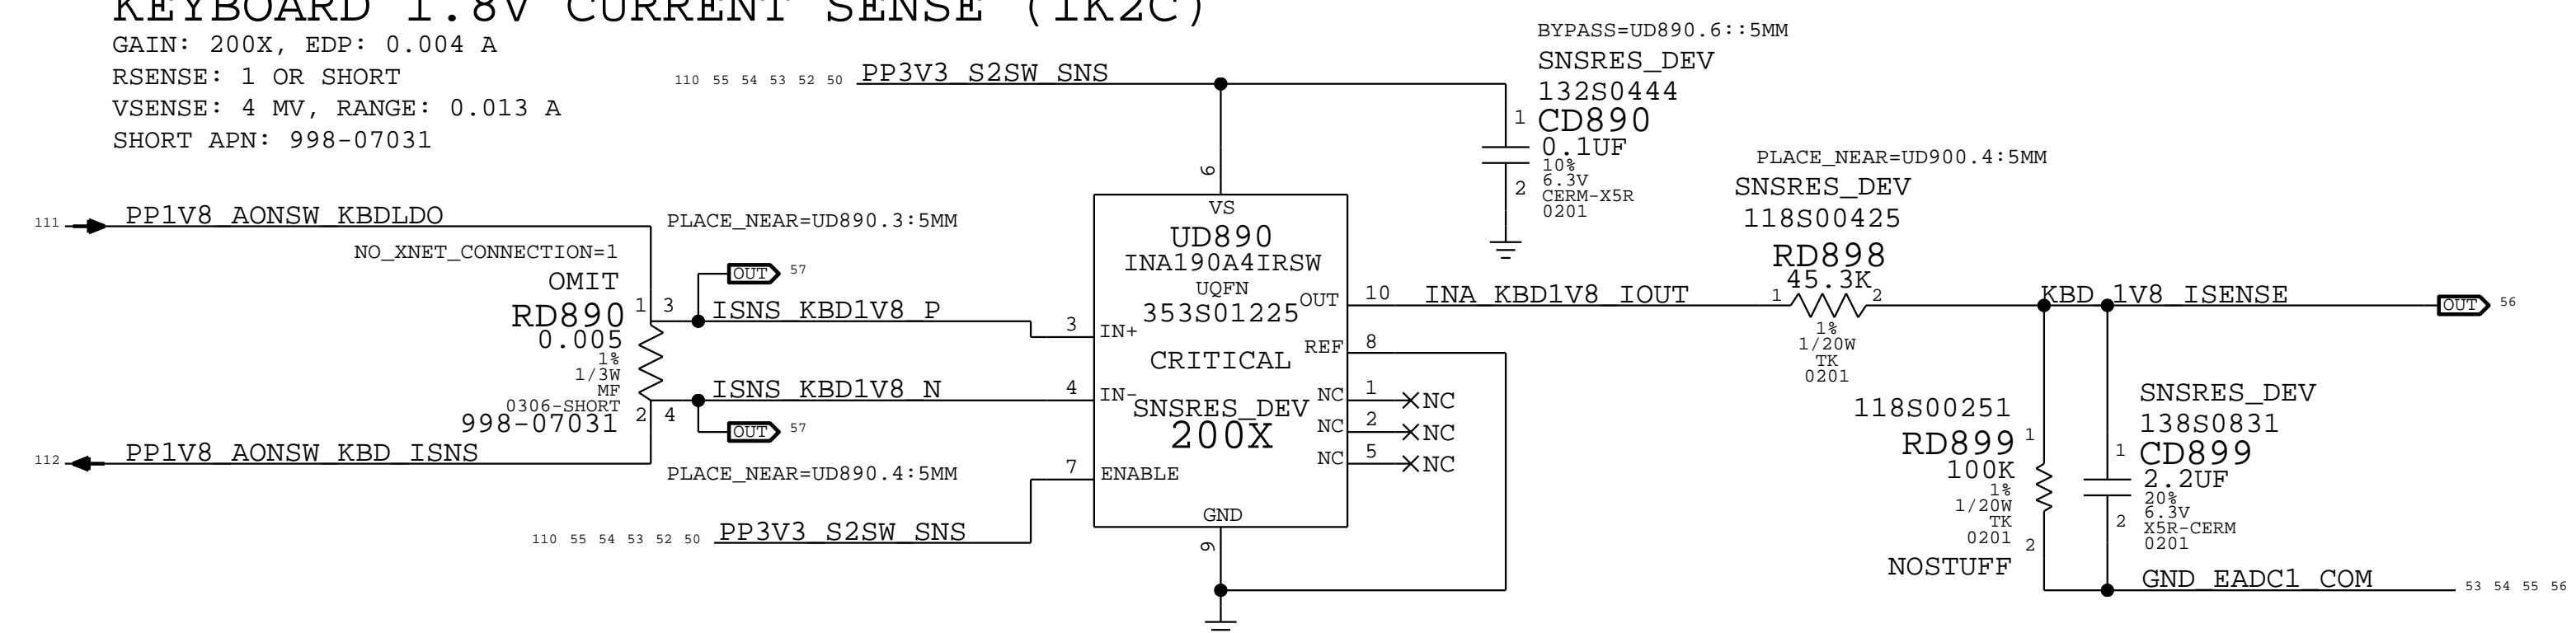 KEYBOARD 1.8V CURRENT SENSE (IK2C)
GAIN: 200X, EDP: 0.004 A
RSENSE: 1 OR SHORT
VSENSE: 4 MV, RANGE: 0.013 A
SHORT APN: 998-07031
110 55 54 53 52 50 PP3V3_S2SW_SNS
BYPASS=UD890.6::5MM
SNSRES_DEV
132S0444
1 CD890
0.1UF
10%
6.3V
2 CERM-X5R
0201
111 PP1V8_AONSW_KBDLDO
PLACE_NEAR=UD890.3:5MM
NO_XNET_CONNECTION=1
OMIT
OUT 57
RD890 1 3
0.005
1%
1/3W
MF
0306-SHORT
998-07031 2 4
ISNS_KBD1V8_P
ISNS_KBD1V8_N
OUT 57
112 PP1V8_AONSW_KBD_ISNS
PLACE_NEAR=UD890.4:5MM
110 55 54 53 52 50 PP3V3_S2SW_SNS
6
VS
UD890
INA190A4IRSW
UQFN
353S01225
CRITICAL
SNSRES_DEV
200X
3 IN+
4 IN-
7 ENABLE
GND
9
OUT 10
REF 8
NC 1 NC
NC 2 NC
NC 5 NC
INA_KBD1V8_IOUT
PLACE_NEAR=UD900.4:5MM
SNSRES_DEV
118S00425
RD898
45.3K
1 2
1%
1/20W
TK
0201
KBD_1V8_ISENSE
OUT 56
118S00251
RD899 1
100K
1%
1/20W
TK
0201 2
NOSTUFF
SNSRES_DEV
138S0831
1 CD899
2.2UF
20%
6.3V
2 X5R-CERM
0201
GND_EADC1_COM 53 54 55 56